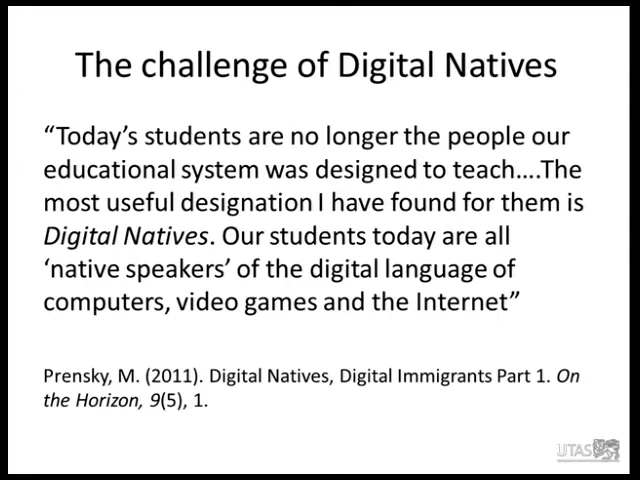 The challenge of Digital Natives
“Today’s students are no longer the people our
educational system was designed to teach….The
most useful designation I have found for them is
Digital Natives. Our students today are all
‘native speakers’ of the digital language of
computers, video games and the Internet”
Prensky, M. (2011). Digital Natives, Digital Immigrants Part 1. On
the Horizon, 9(5), 1.
UTAS